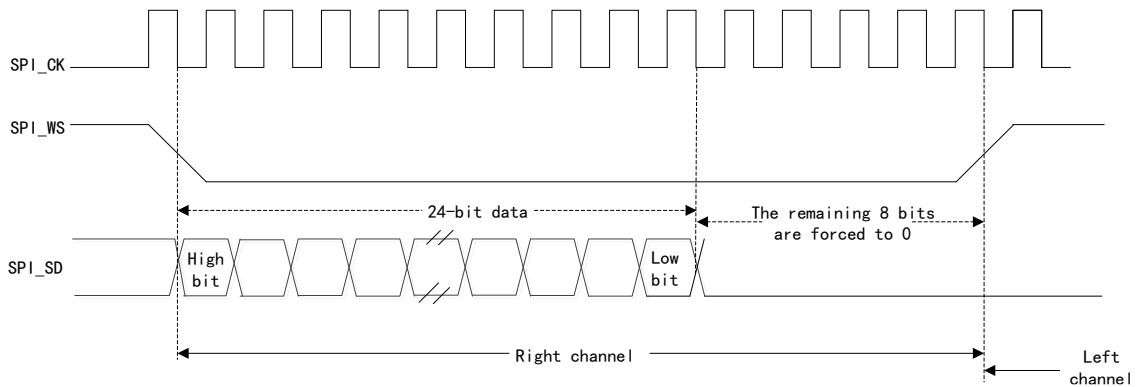 SPI_CK
SPI_WS
24-bit data
The remaining 8 bits
are forced to 0
SPI_SD
High
bit
Low
bit
Right channel
Left
channel